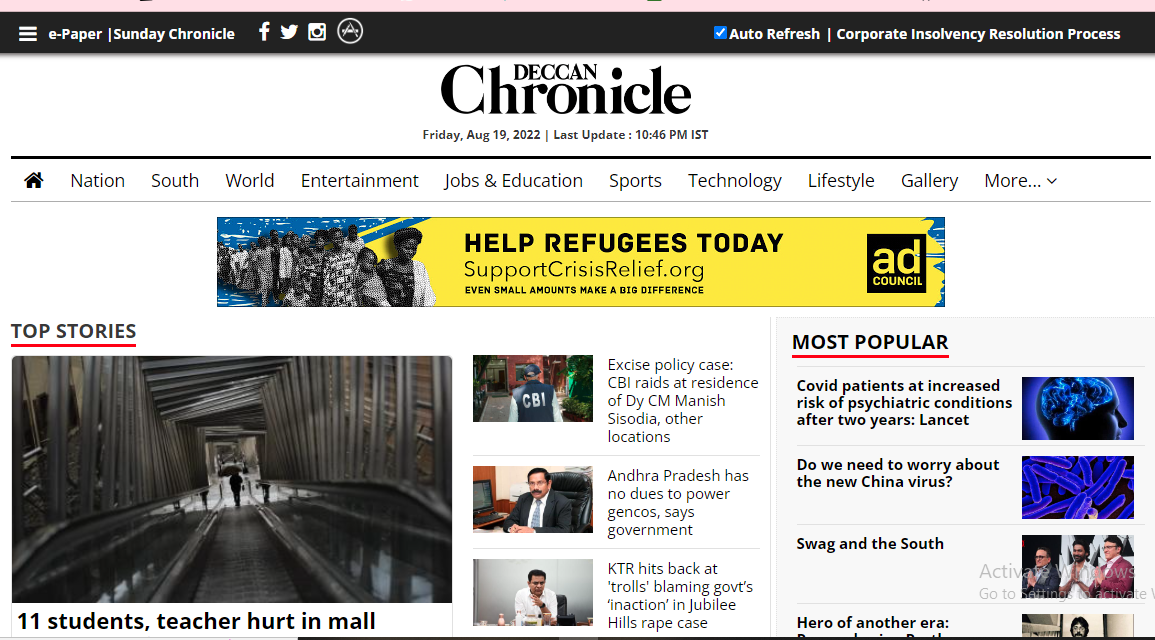 e-Paper |Sunday Chronicle
Auto Refresh | Corporate Insolvency Resolution Process
DECCAN
Chronicle
Friday, Aug 19, 2022 | Last Update : 10:46 PM IST
Nation South World Entertainment Jobs & Education Sports Technology Lifestyle Gallery More...
HELP REFUGEES TODAY
SupportCrisisRelief.org
EVEN SMALL AMOUNTS MAKE A BIG DIFFERENCE
ad
COUNCIL
TOP STORIES
11 students, teacher hurt in mall
CBI
Excise policy case:
CBI raids at residence
of Dy CM Manish
Sisodia, other
locations
Andhra Pradesh has
no dues to power
gencos, says
government
KTR hits back at
'trolls' blaming govt’s
‘inaction’ in Jubilee
Hills rape case
MOST POPULAR
Covid patients at increased
risk of psychiatric conditions
after two years: Lancet
Do we need to worry about
the new China virus?
Swag and the South
Hero of another era:
Activate Windows
Go to Settings to activate